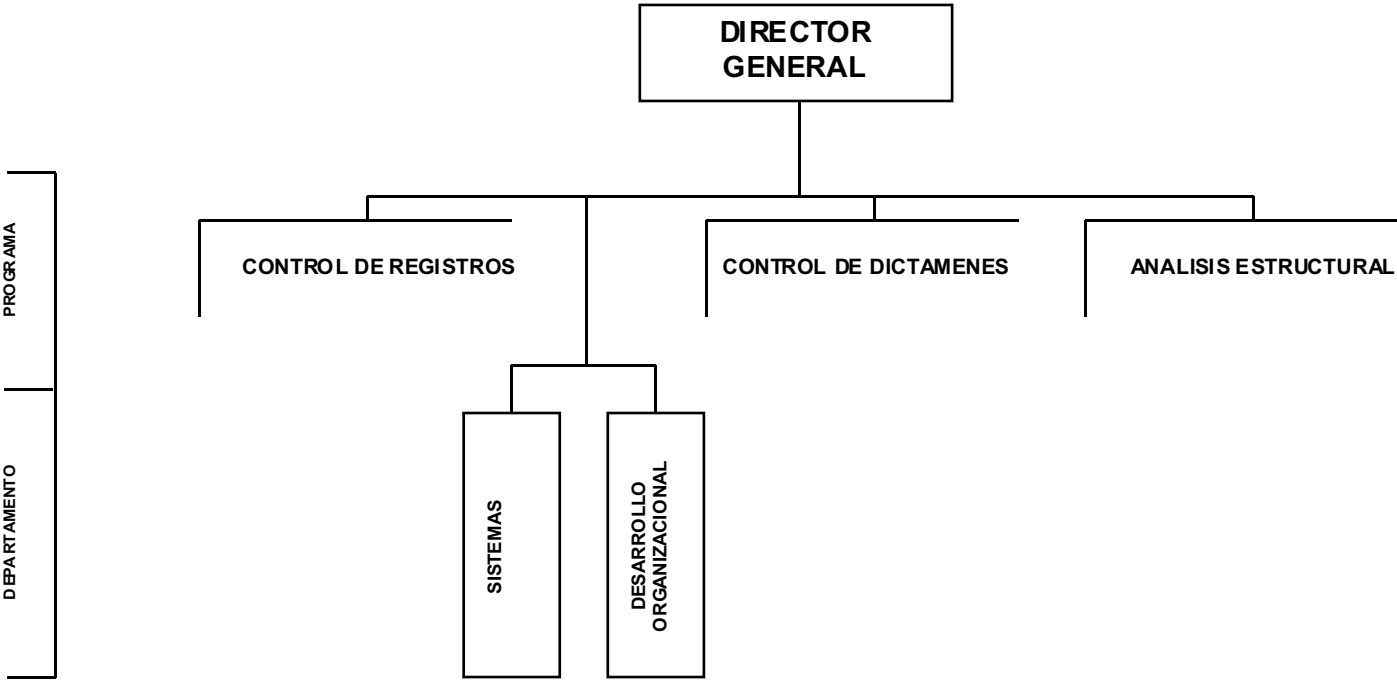 DIRECTOR
GENERAL
PROGRAMA
CONTROL DE REGISTROS
CONTROL DE DICTAMENES
ANALISIS ESTRUCTURAL
DEPARTAMENTO
SISTEMAS
DESARROLLO
ORGANIZACIONAL